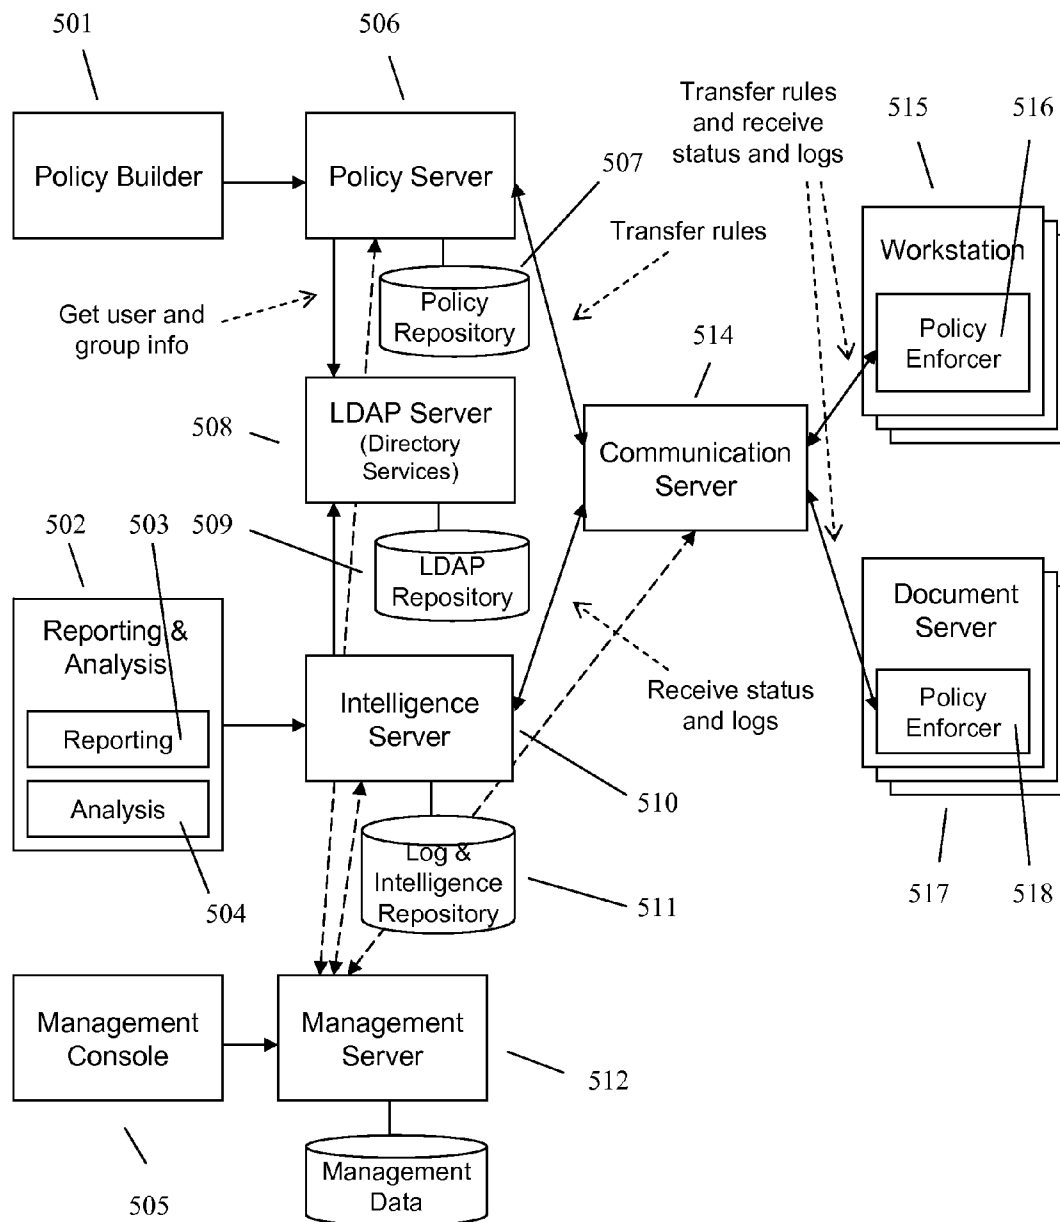 501
506
Transfer rules
and receive
status and logs
515
516
Policy Builder
Policy Server
507
Transfer rules
Workstation
Policy
Enforcer
Get user and
group info
Policy
Repository
514
508
LDAP Server
(Directory
Services)
Communication
Server
502
503
509
LDAP
Repository
Document
Server
Reporting &
Analysis
Reporting
Analysis
Intelligence
Server
Receive status
and logs
Policy
Enforcer
510
504
Log &
Intelligence
Repository
511
517
518
Management
Console
Management
Server
512
505
Management
Data